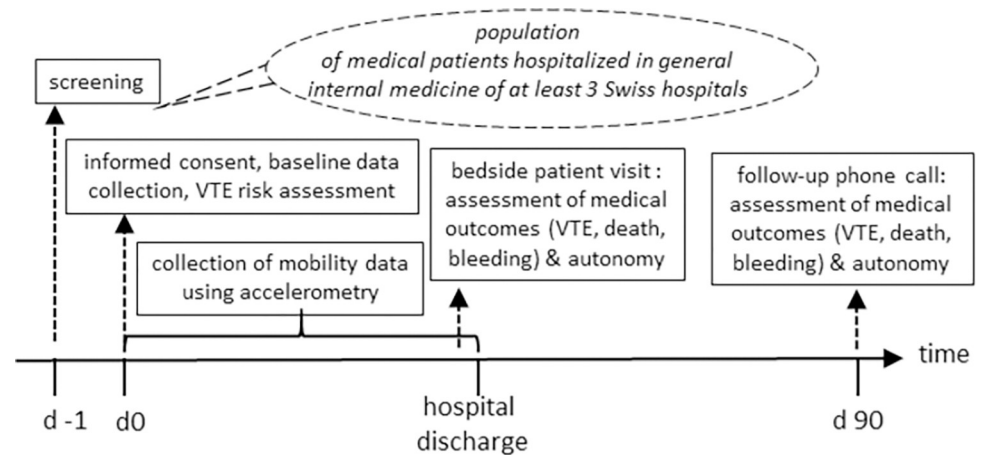 population
of medical patients hospitalized in general
internal medicine of at least 3 Swiss hospitals
screening
informed consent, baseline data
collection, VTE risk assessment
collection of mobility data
using accelerometry
bedside patient visit :
assessment of medical
outcomes (VTE, death,
bleeding) & autonomy
follow-up phone call:
assessment of medical
outcomes (VTE, death,
bleeding) & autonomy
time
d -1
d0
hospital
discharge
d 90